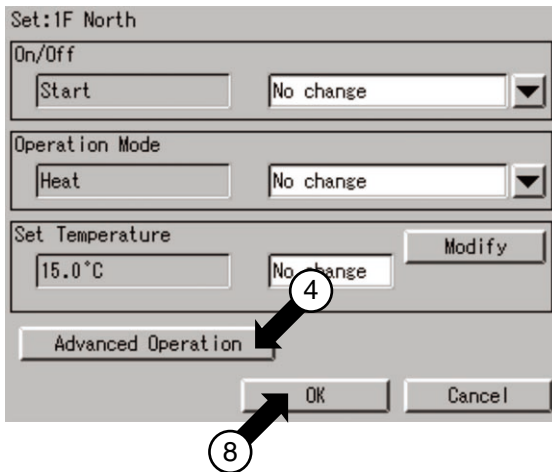 Set:1F North
On/Off
Start No change
Operation Mode
Heat No change
Set Temperature
Modify
15.0°C No change
4
Advanced Operation
OK Cancel
8